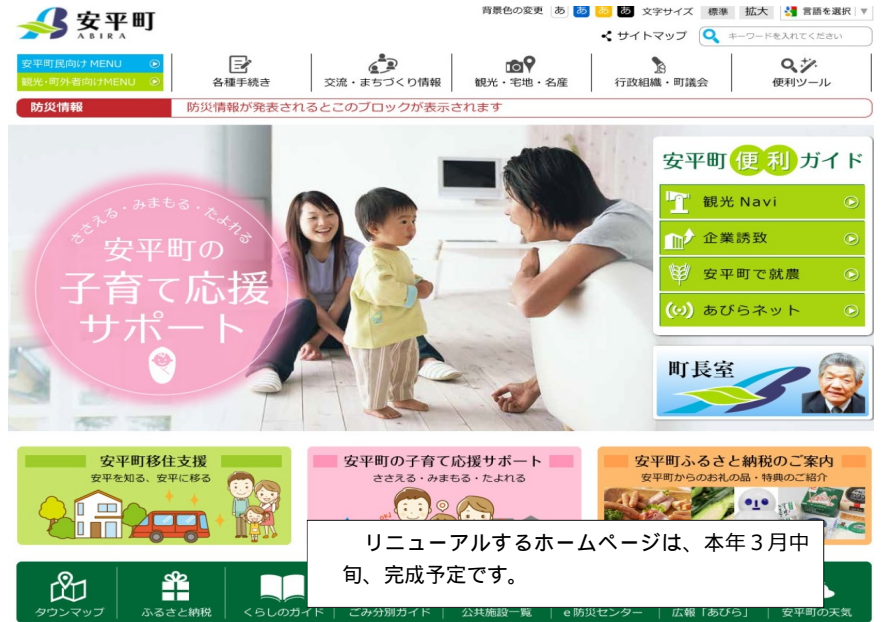 安平町
ABIRA
背景色の変更 あ あ あ あ 文字サイズ 標準 拡大 言語を選択 ▼
サイトマップ キーワードを入れてください
安平町民向けMENU
観光・町外者向けMENU
各種手続き
交流・まちづくり情報
観光・宅地・名産
行政組織・町議会
便利ツール
防災情報 防災情報が発表されるとこのブロックが表示されます
ささえる・みまもる・たよれる
安平町の
子育て応援
サポート
安平町便利ガイド
観光 Navi
企業誘致
安平町で就農
あびらネット
町長室
安平町移住支援
安平を知る、安平に移る
安平町の子育て応援サポート
ささえる・みまもる・たよれる
安平町ふるさと納税のご案内
安平町からのお礼の品・特典のご紹介
リニューアルするホームページは、本年３月中
旬、完成予定です。
タウンマップ
ふるさと納税
くらしのガイド
ごみ分別ガイド
公共施設一覧
e防災センター
広報「あびら」
安平町の天気